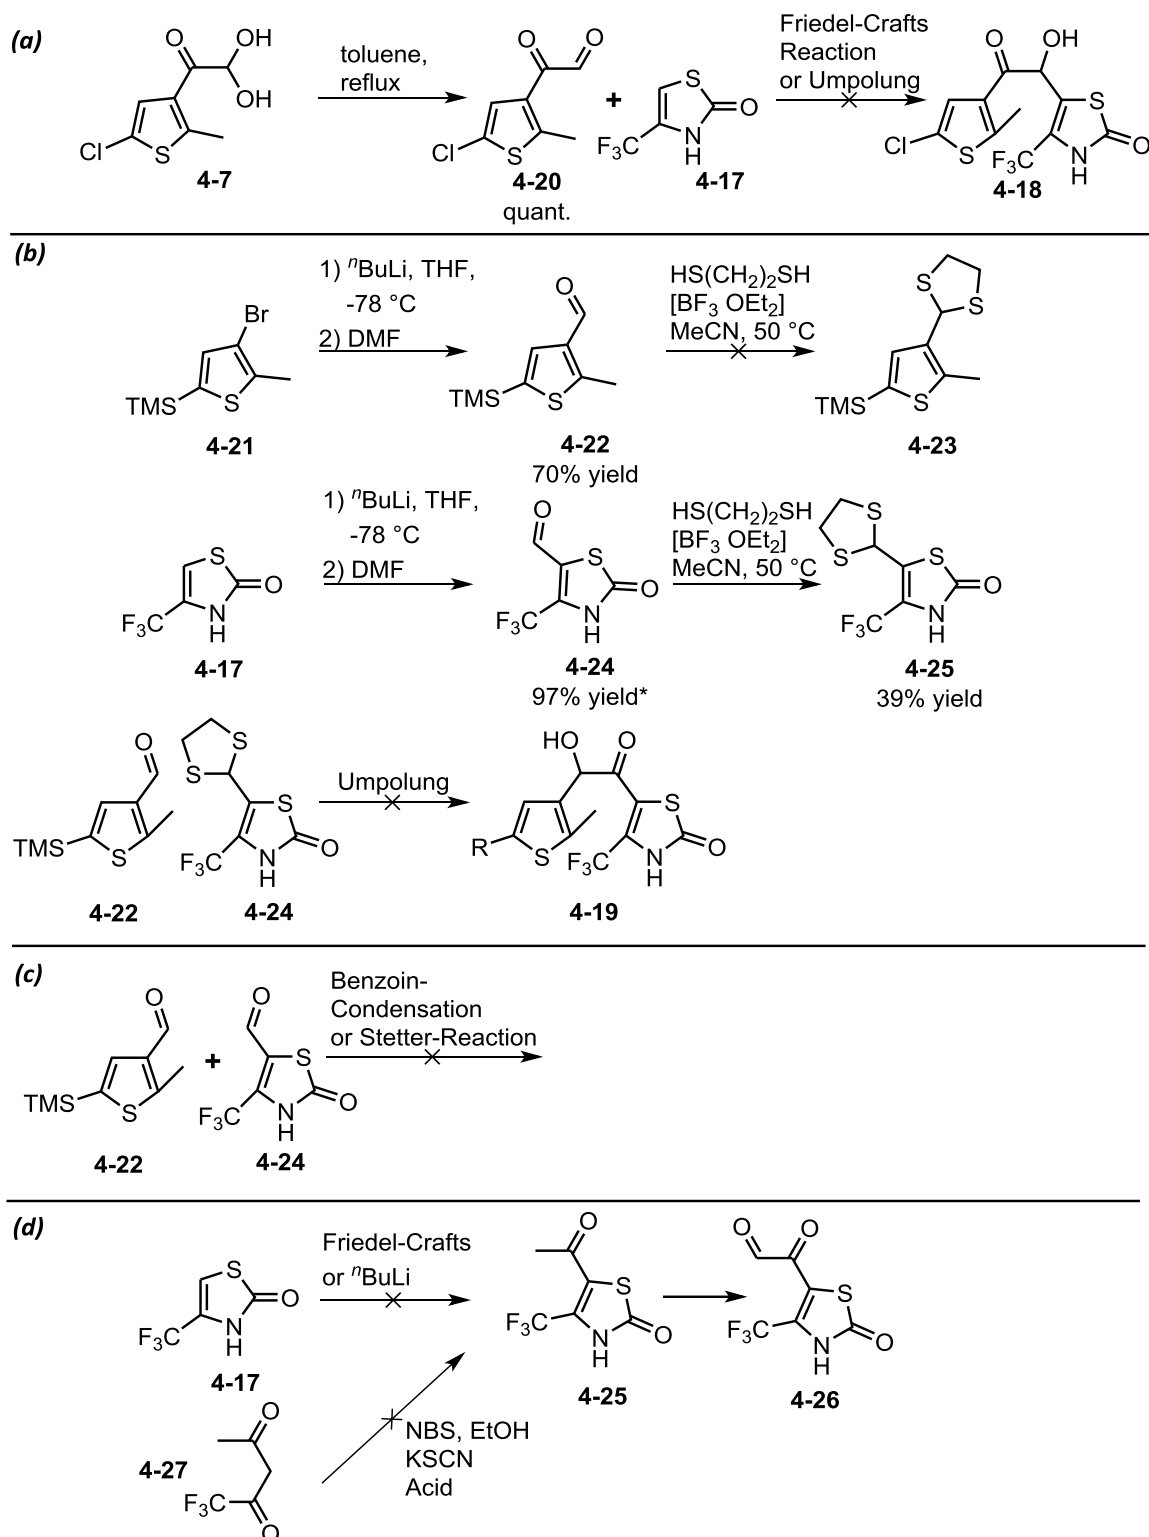 (a)
O OH
OH
Cl S
4-7
toluene,
reflux
O O
Cl S
4-20
quant.
+
S
O
F3C N
H
4-17
Friedel-Crafts
Reaction
or Umpolung
O OH
S
O
Cl S F3C N
H
4-18
(b)
Br
TMS S
4-21
1) nBuLi, THF,
-78 °C
2) DMF
O
TMS S
4-22
70% yield
HS(CH2)2SH
[BF3 OEt2]
MeCN, 50 °C
S
S
TMS S
4-23
S
O
F3C N
H
4-17
1) nBuLi, THF,
-78 °C
2) DMF
O
S
O
F3C N
H
4-24
97% yield*
HS(CH2)2SH
[BF3 OEt2]
MeCN, 50 °C
S
S S
O
F3C N
H
4-25
39% yield
O
TMS S
4-22
S
S S
O
F3C N
H
4-24
Umpolung
HO O
S
O
R S F3C N
H
4-19
(c)
O
TMS S
4-22
+
O
S
O
F3C N
H
4-24
Benzoin-
Condensation
or Stetter-Reaction
(d)
S
O
F3C N
H
4-17
Friedel-Crafts
or nBuLi
O
S
O
F3C N
H
4-25
O O
S
O
F3C N
H
4-26
O
4-27
F3C
O
NBS, EtOH
KSCN
Acid